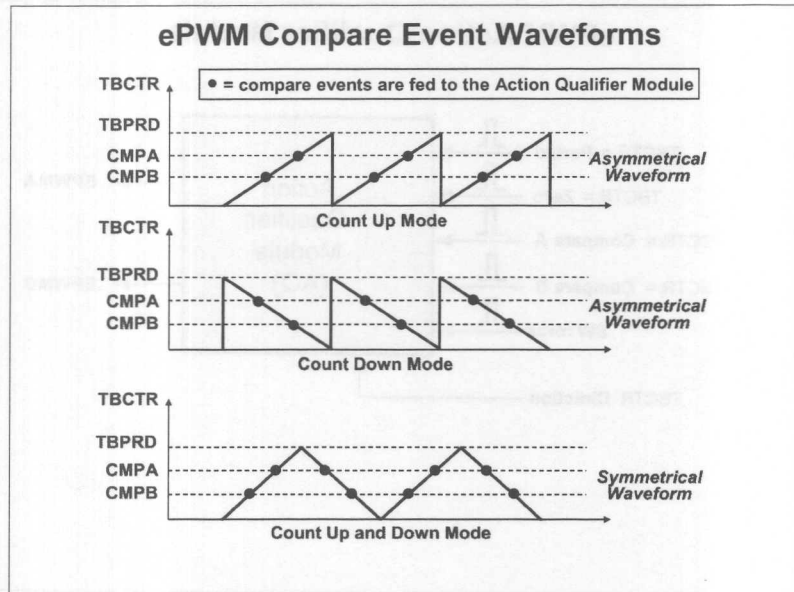 ePWM Compare Event Waveforms
• = compare events are fed to the Action Qualifier Module
TBCTR
TBPRD
CMPA
CMPB
Asymmetrical
Waveform
Count Up Mode
TBCTR
TBPRD
CMPA
CMPB
Asymmetrical
Waveform
Count Down Mode
TBCTR
TBPRD
CMPA
CMPB
Symmetrical
Waveform
Count Up and Down Mode